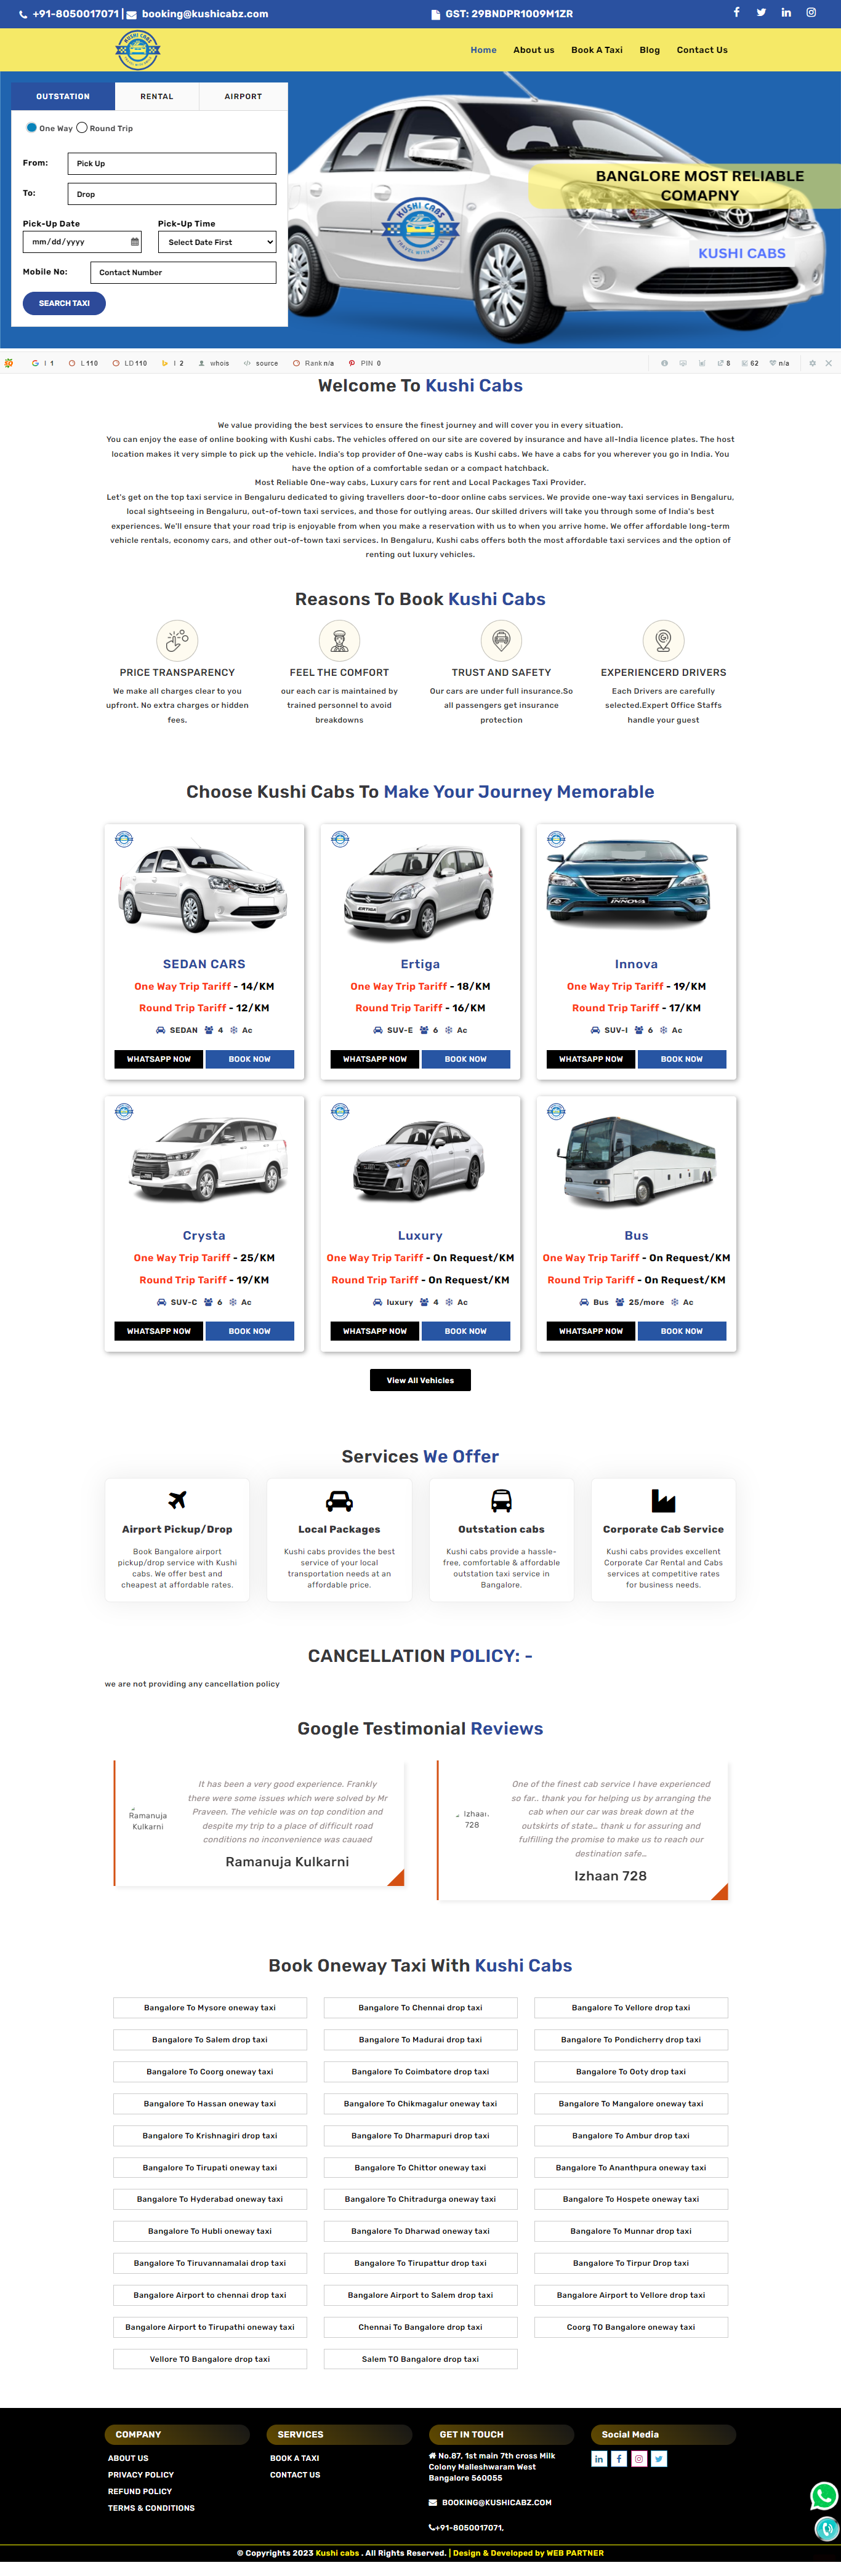 +91-8050017071 | booking@kushicabz.com
GST: 29BNDPR1009M1ZR
KUSHI CABS
TRAVEL WITH SMILE
Home About us Book A Taxi Blog Contact Us
OUTSTATION RENTAL AIRPORT
One Way Round Trip
From: Pick Up
To: Drop
Pick-Up Date Pick-Up Time
mm/dd/yyyy Select Date First
Mobile No: Contact Number
SEARCH TAXI
KUSHI CABS
TRAVEL WITH SMILE
BANGLORE MOST RELIABLE
COMAPNY
KUSHI CABS
I 1 L 110 LD 110 I 2 whois source Rank n/a PIN 0 8 62 n/a
Welcome To Kushi Cabs
We value providing the best services to ensure the finest journey and will cover you in every situation.
You can enjoy the ease of online booking with Kushi cabs. The vehicles offered on our site are covered by insurance and have all-India licence plates. The host
location makes it very simple to pick up the vehicle. India's top provider of One-way cabs is Kushi cabs. We have a cabs for you wherever you go in India. You
have the option of a comfortable sedan or a compact hatchback.
Most Reliable One-way cabs, Luxury cars for rent and Local Packages Taxi Provider.
Let's get on the top taxi service in Bengaluru dedicated to giving travellers door-to-door online cabs services. We provide one-way taxi services in Bengaluru,
local sightseeing in Bengaluru, out-of-town taxi services, and those for outlying areas. Our skilled drivers will take you through some of India's best
experiences. We'll ensure that your road trip is enjoyable from when you make a reservation with us to when you arrive home. We offer affordable long-term
vehicle rentals, economy cars, and other out-of-town taxi services. In Bengaluru, Kushi cabs offers both the most affordable taxi services and the option of
renting out luxury vehicles.
Reasons To Book Kushi Cabs
PRICE TRANSPARENCY
We make all charges clear to you
upfront. No extra charges or hidden
fees.
FEEL THE COMFORT
our each car is maintained by
trained personnel to avoid
breakdowns
TRUST AND SAFETY
Our cars are under full insurance.So
all passengers get insurance
protection
EXPERIENCERD DRIVERS
Each Drivers are carefully
selected.Expert Office Staffs
handle your guest
Choose Kushi Cabs To Make Your Journey Memorable
SEDAN CARS
One Way Trip Tariff - 14/KM
Round Trip Tariff - 12/KM
SEDAN 4 Ac
WHATSAPP NOW BOOK NOW
ERTIGA
Ertiga
One Way Trip Tariff - 18/KM
Round Trip Tariff - 16/KM
SUV-E 6 Ac
WHATSAPP NOW BOOK NOW
INNOVA
Innova
One Way Trip Tariff - 19/KM
Round Trip Tariff - 17/KM
SUV-I 6 Ac
WHATSAPP NOW BOOK NOW
Crysta
One Way Trip Tariff - 25/KM
Round Trip Tariff - 19/KM
SUV-C 6 Ac
WHATSAPP NOW BOOK NOW
Luxury
One Way Trip Tariff - On Request/KM
Round Trip Tariff - On Request/KM
luxury 4 Ac
WHATSAPP NOW BOOK NOW
Bus
One Way Trip Tariff - On Request/KM
Round Trip Tariff - On Request/KM
Bus 25/more Ac
WHATSAPP NOW BOOK NOW
View All Vehicles
Services We Offer
Airport Pickup/Drop
Book Bangalore airport
pickup/drop service with Kushi
cabs. We offer best and
cheapest at affordable rates.
Local Packages
Kushi cabs provides the best
service of your local
transportation needs at an
affordable price.
Outstation cabs
Kushi cabs provide a hassle-
free, comfortable & affordable
outstation taxi service in
Bangalore.
Corporate Cab Service
Kushi cabs provides excellent
Corporate Car Rental and Cabs
services at competitive rates
for business needs.
CANCELLATION POLICY: -
we are not providing any cancellation policy
Google Testimonial Reviews
Ramanuja
Kulkarni
It has been a very good experience. Frankly
there were some issues which were solved by Mr
Praveen. The vehicle was on top condition and
despite my trip to a place of difficult road
conditions no inconvenience was cauaed
Ramanuja Kulkarni
Izhaan
728
One of the finest cab service I have experienced
so far.. thank you for helping us by arranging the
cab when our car was break down at the
outskirts of state… thank u for assuring and
fulfilling the promise to make us to reach our
destination safe…
Izhaan 728
Book Oneway Taxi With Kushi Cabs
Bangalore To Mysore oneway taxi
Bangalore To Chennai drop taxi
Bangalore To Vellore drop taxi
Bangalore To Salem drop taxi
Bangalore To Madurai drop taxi
Bangalore To Pondicherry drop taxi
Bangalore To Coorg oneway taxi
Bangalore To Coimbatore drop taxi
Bangalore To Ooty drop taxi
Bangalore To Hassan oneway taxi
Bangalore To Chikmagalur oneway taxi
Bangalore To Mangalore oneway taxi
Bangalore To Krishnagiri drop taxi
Bangalore To Dharmapuri drop taxi
Bangalore To Ambur drop taxi
Bangalore To Tirupati oneway taxi
Bangalore To Chittor oneway taxi
Bangalore To Ananthpura oneway taxi
Bangalore To Hyderabad oneway taxi
Bangalore To Chitradurga oneway taxi
Bangalore To Hospete oneway taxi
Bangalore To Hubli oneway taxi
Bangalore To Dharwad oneway taxi
Bangalore To Munnar drop taxi
Bangalore To Tiruvannamalai drop taxi
Bangalore To Tirupattur drop taxi
Bangalore To Tirpur Drop taxi
Bangalore Airport to chennai drop taxi
Bangalore Airport to Salem drop taxi
Bangalore Airport to Vellore drop taxi
Bangalore Airport to Tirupathi oneway taxi
Chennai To Bangalore drop taxi
Coorg TO Bangalore oneway taxi
Vellore TO Bangalore drop taxi
Salem TO Bangalore drop taxi
COMPANY
ABOUT US
PRIVACY POLICY
REFUND POLICY
TERMS & CONDITIONS
SERVICES
BOOK A TAXI
CONTACT US
GET IN TOUCH
No.87, 1st main 7th cross Milk
Colony Malleshwaram West
Bangalore 560055
BOOKING@KUSHICABZ.COM
+91-8050017071,
Social Media
© Copyrights 2023 Kushi cabs . All Rights Reserved. | Design & Developed by WEB PARTNER